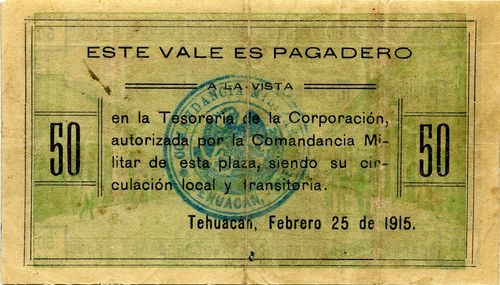 ESTE VALE ES PAGADERO
A LA VISTA
50
en la Tesorería de la Corporación,
autorizada por la Comandancia Mi-
litar de esta plaza, siendo su cir-
culación local y transitoria.
50
Tehuacán, Febrero 25 de 1915.
TEHUACAN,